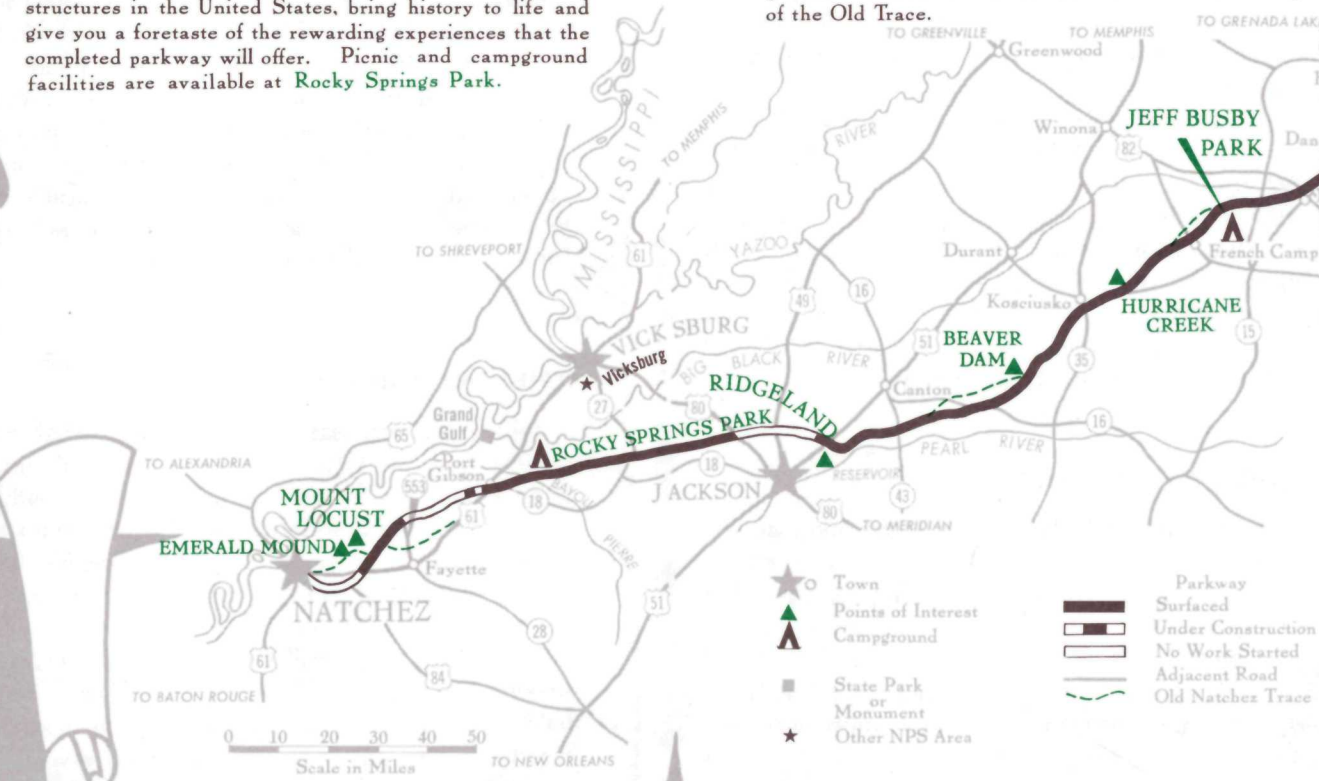 structures in the United States, bring history to life and
give you a foretaste of the rewarding experiences that the
completed parkway will offer. Picnic and campground
facilities are available at Rocky Springs Park.
of the Old Trace.
TO GREENVILLE
TO MEMPHIS
TO GRENADA
Greenwood
MISSISSIPPI
TO MEMPHIS
RIVER
Winona
82
JEFF BUSBY
PARK
TO SHREVEPORT
61
YAZOO
Durant
French Camp
49
16
Kosciusko
HURRICANE
CREEK
15
VICKSBURG
Vicksburg
BIG BLACK RIVER
51
BEAVER
DAM
35
RIDGELAND
Canton
27
80
Grand
Gulf
65
ROCKY SPRINGS PARK
16
PEARL RIVER
TO ALEXANDRIA
Port
Gibson
18
JACKSON
RESERVOIR
553
BAYOU
PIERRE
18
43
MOUNT
LOCUST
61
80
TO MERIDIAN
EMERALD MOUND
Fayette
NATCHEZ
51
28
61
84
TO BATON ROUGE
TO NEW ORLEANS
0 10 20 30 40 50
Scale in Miles
Town
Points of Interest
Campground
State Park
or
Monument
Other NPS Area
Parkway
Surfaced
Under Construction
No Work Started
Adjacent Road
Old Natchez Trace